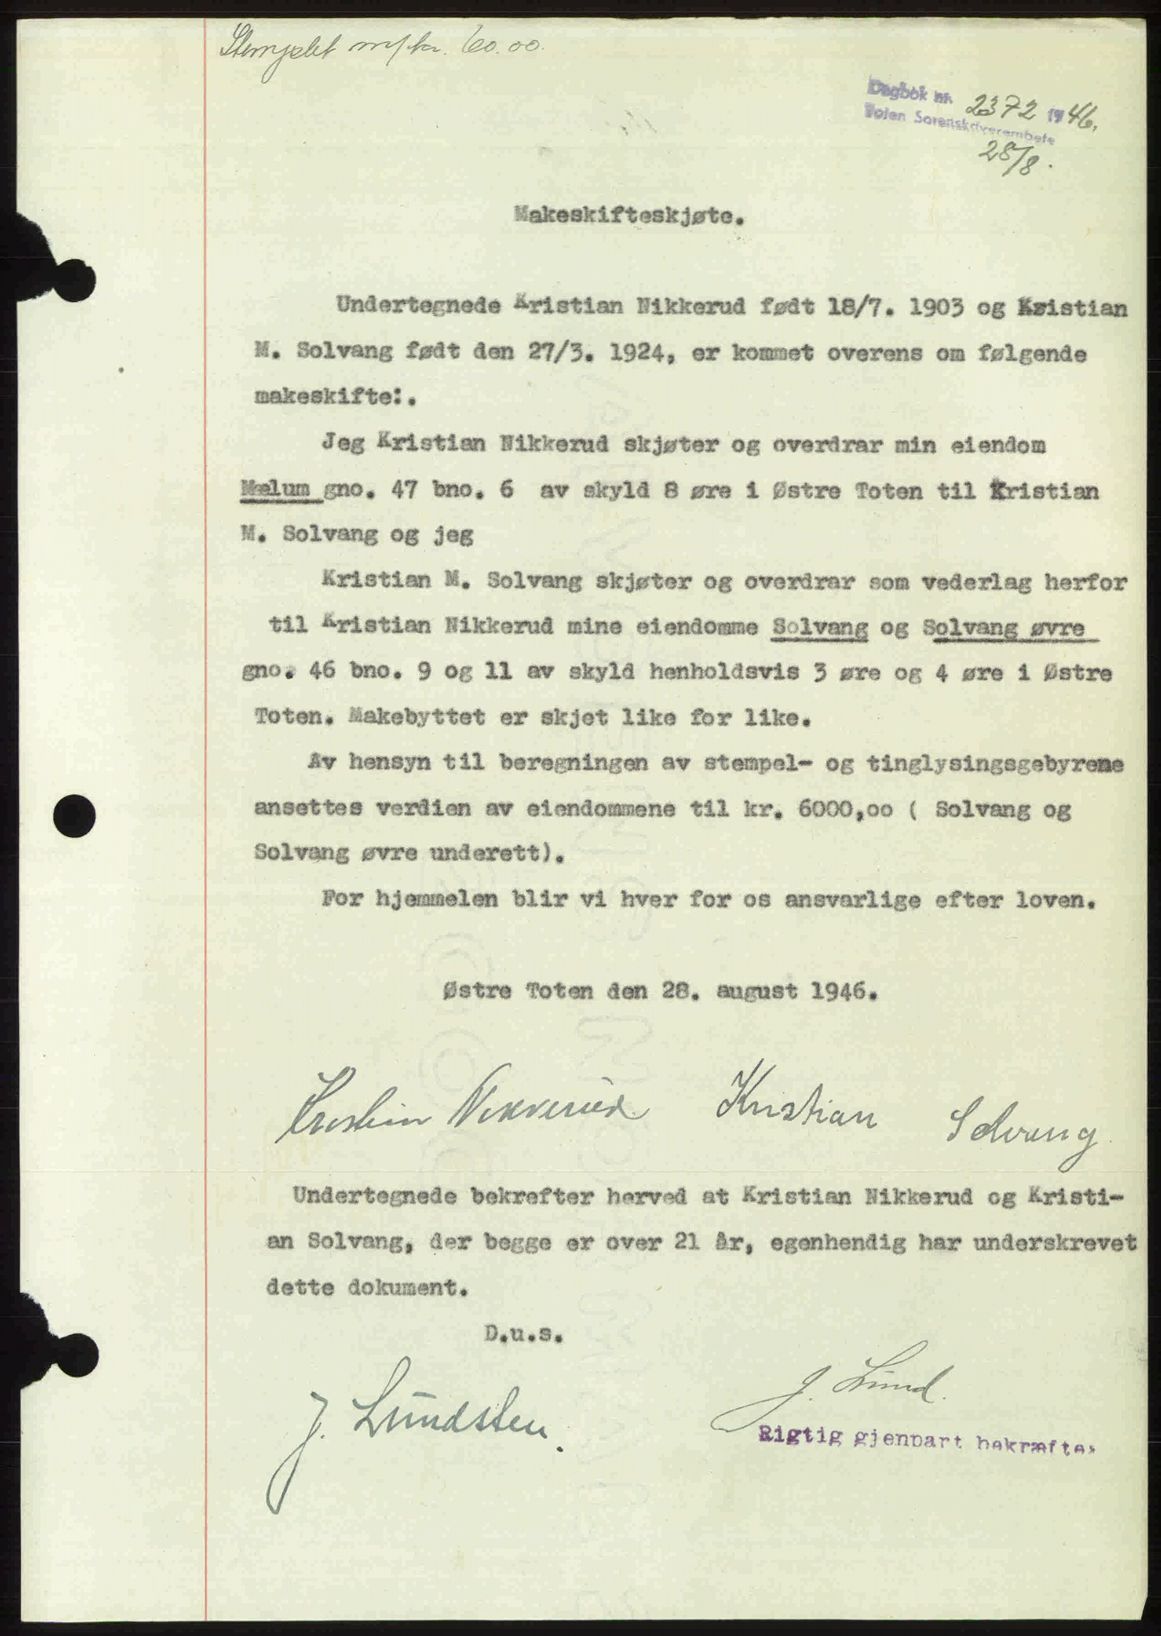 Stemplet m/kr. 60.00.
Dagbok nr. 2372 1946.
Toten Sorenskriverembete
28/8.
Makeskifteskjøte.
Undertegnede Kristian Nikkerud født 18/7. 1903 og Kristian
M. Solvang født den 27/3. 1924, er kommet overens om følgende
makeskifte:.
Jeg Kristian Nikkerud skjøter og overdrar min eiendom
Mælum gno. 47 bno. 6 av skyld 8 øre i Østre Toten til Kristian
M. Solvang og jeg
Kristian M. Solvang skjøter og overdrar som vederlag herfor
til Kristian Nikkerud mine eiendomme Solvang og Solvang øvre
gno. 46 bno. 9 og 11 av skyld henholdsvis 3 øre og 4 øre i Østre
Toten. Makebyttet er skjet like for like.
Av hensyn til beregningen av stempel- og tinglysingsgebyrene
ansettes verdien av eiendommene til kr. 6000,oo ( Solvang og
Solvang øvre underett).
For hjemmelen blir vi hver for os ansvarlige efter loven.
Østre Toten den 28. august 1946.
Kristian Nikkerud Kristian Solvang
Undertegnede bekrefter herved at Kristian Nikkerud og Kristi-
an Solvang, der begge er over 21 år, egenhendig har underskrevet
dette dokument.
D.u.s.
J. Lund.
J. Lundsten.
Rigtig gjenpart bekræftes